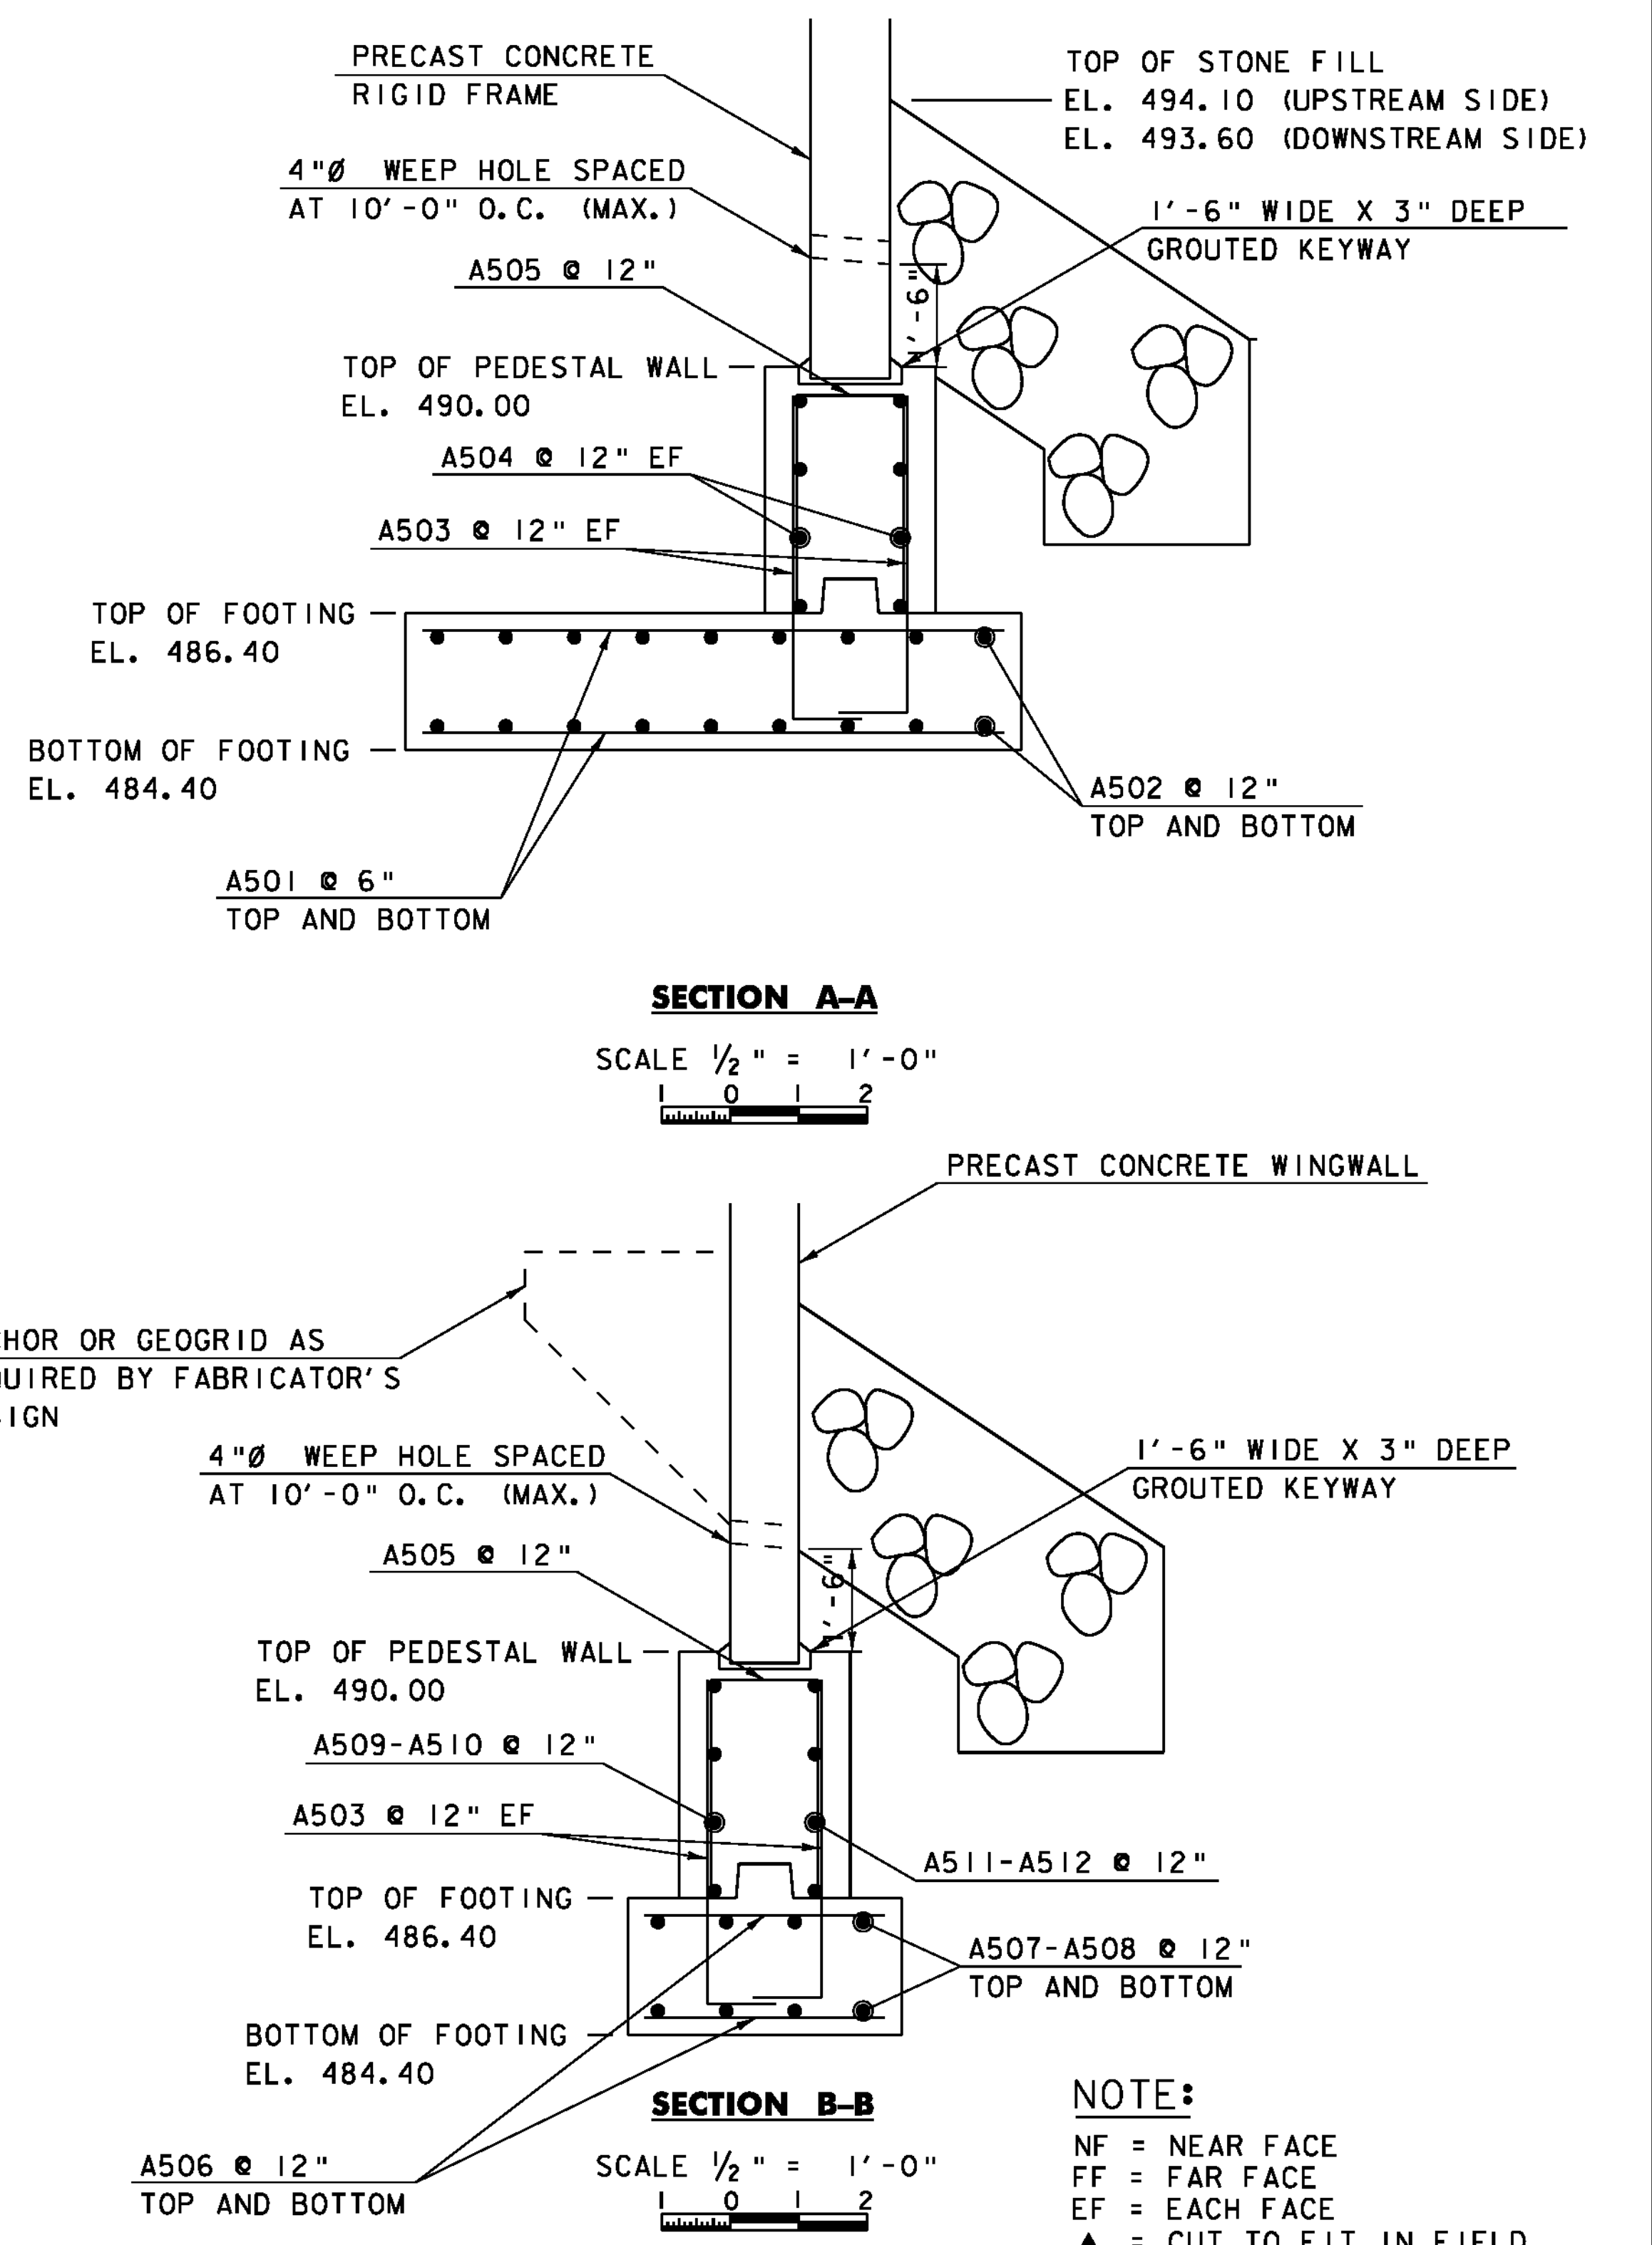 PRECAST CONCRETE
RIGID FRAME
TOP OF STONE FILL
EL. 494.10 (UPSTREAM SIDE)
EL. 493.60 (DOWNSTREAM SIDE)
4"Ø WEEP HOLE SPACED
AT 10'-0" O.C. (MAX.)
1'-6" WIDE X 3" DEEP
GROUTED KEYWAY
A505 @ 12"
1'-6"
TOP OF PEDESTAL WALL
EL. 490.00
A504 @ 12" EF
A503 @ 12" EF
TOP OF FOOTING
EL. 486.40
BOTTOM OF FOOTING
EL. 484.40
A502 @ 12"
TOP AND BOTTOM
A501 @ 6"
TOP AND BOTTOM
SECTION A-A
SCALE 1/2" = 1'-0"
1 0 1 2
PRECAST CONCRETE WINGWALL
HOR OR GEOGRID AS
UIRED BY FABRICATOR'S
IGN
4"Ø WEEP HOLE SPACED
AT 10'-0" O.C. (MAX.)
1'-6" WIDE X 3" DEEP
GROUTED KEYWAY
A505 @ 12"
1'-6"
TOP OF PEDESTAL WALL
EL. 490.00
A509-A510 @ 12"
A503 @ 12" EF
A511-A512 @ 12"
TOP OF FOOTING
EL. 486.40
A507-A508 @ 12"
TOP AND BOTTOM
BOTTOM OF FOOTING
EL. 484.40
A506 @ 12"
TOP AND BOTTOM
SECTION B-B
SCALE 1/2" = 1'-0"
1 0 1 2
NOTE:
NF = NEAR FACE
FF = FAR FACE
EF = EACH FACE
▲ = CUT TO FIT IN FIELD